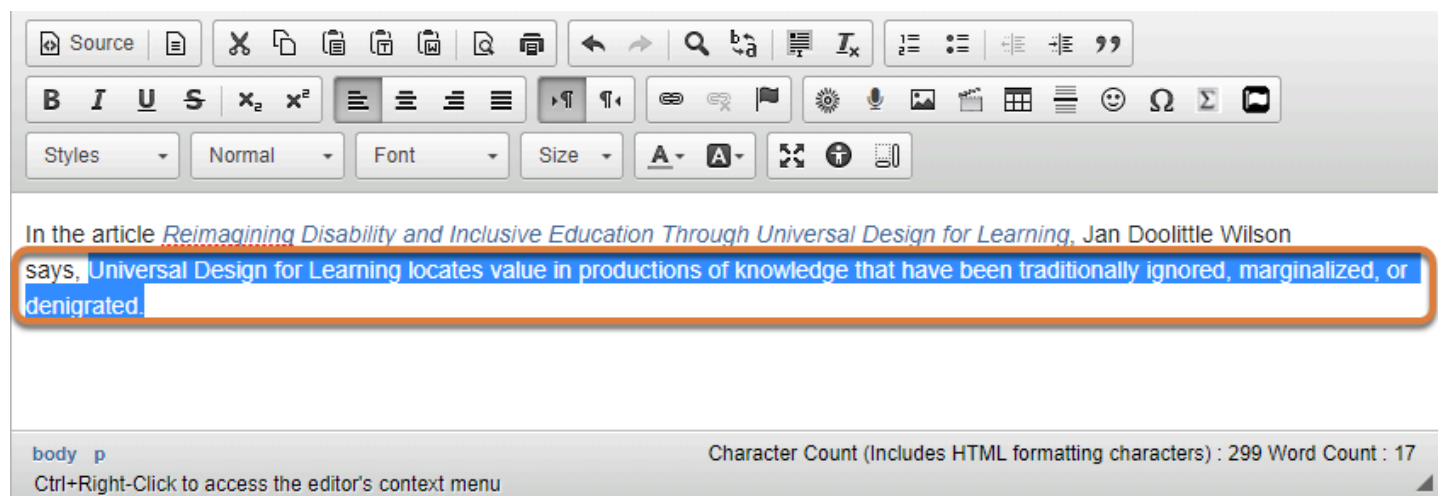 Source
Styles Normal Font Size
In the article Reimagining Disability and Inclusive Education Through Universal Design for Learning, Jan Doolittle Wilson
says, Universal Design for Learning locates value in productions of knowledge that have been traditionally ignored, marginalized, or
denigrated.
body p Character Count (Includes HTML formatting characters) : 299 Word Count : 17
Ctrl+Right-Click to access the editor's context menu